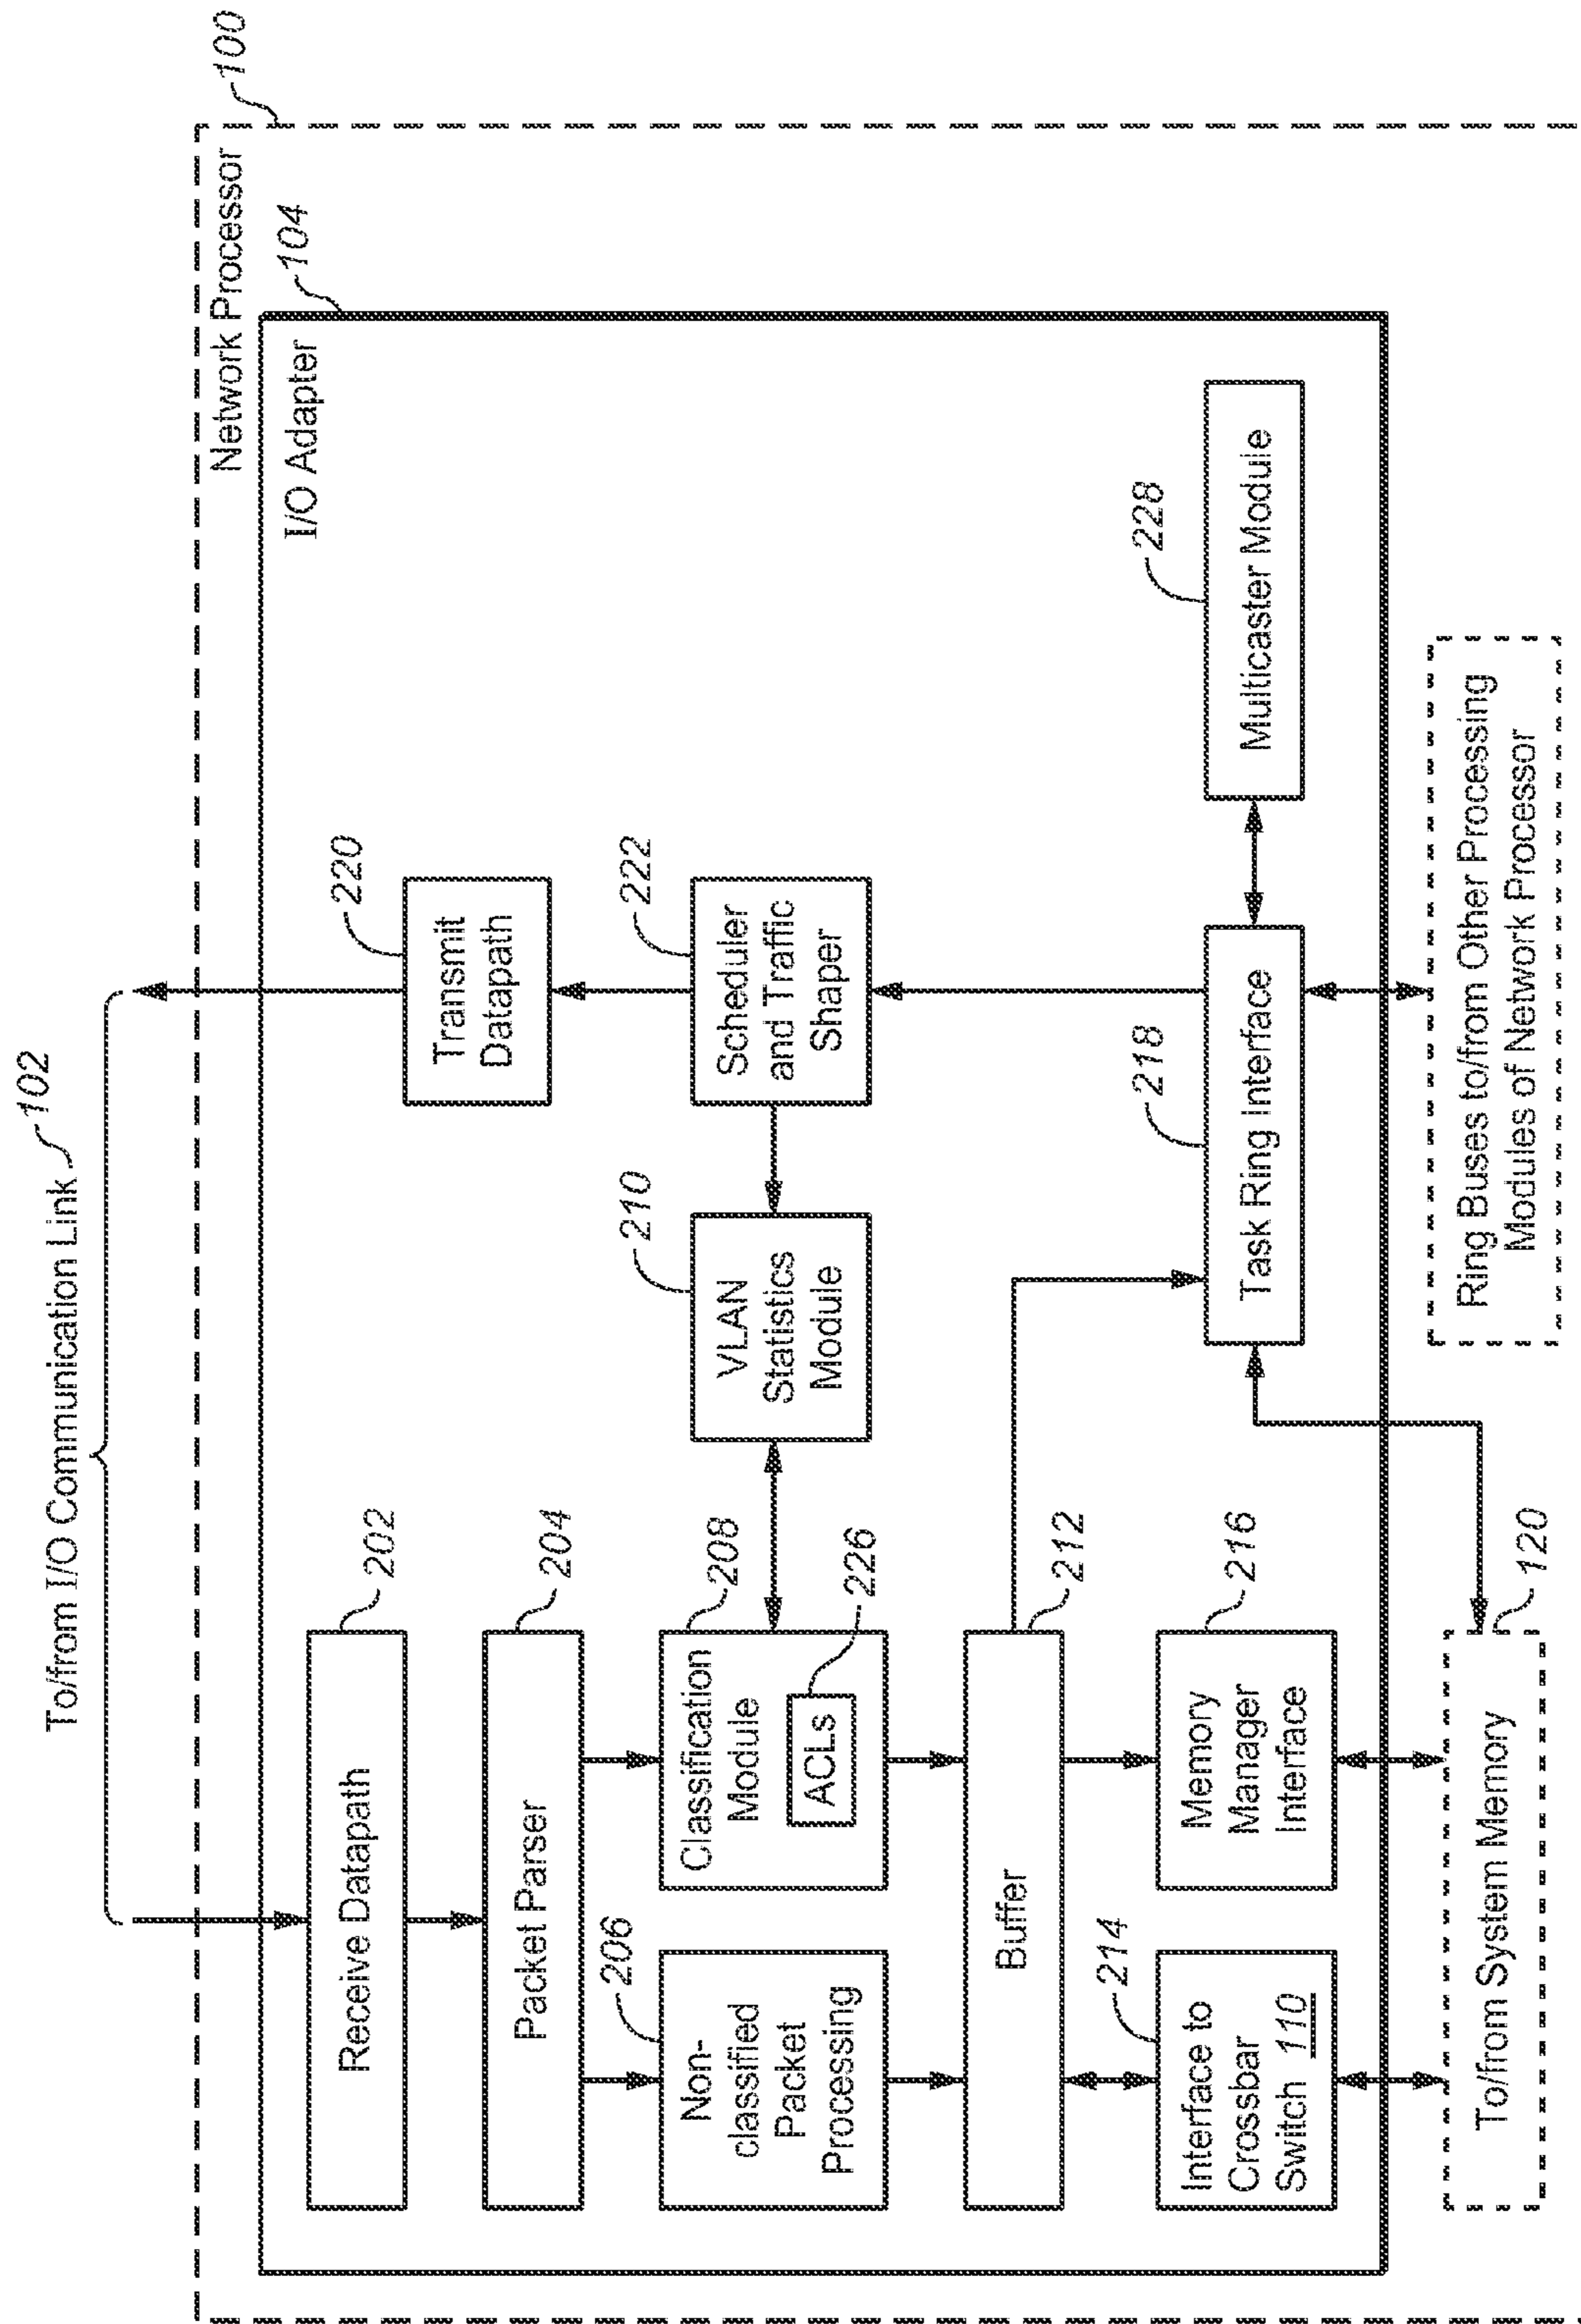 To/from I/O Communication Link
102
100
Network Processor
104
I/O Adapter
202
Receive Datapath
220
Transmit
Datapath
204
Packet Parser
206
Non-
classified
Packet
Processing
208
Classification
Module
226
ACLs
210
VLAN
Statistics
Module
222
Scheduler
and Traffic
Shaper
212
Buffer
214
Interface to
Crossbar
Switch 110
216
Memory
Manager
Interface
218
Task Ring Interface
228
Multicaster Module
120
To/from System Memory
Ring Buses to/from Other Processing
Modules of Network Processor